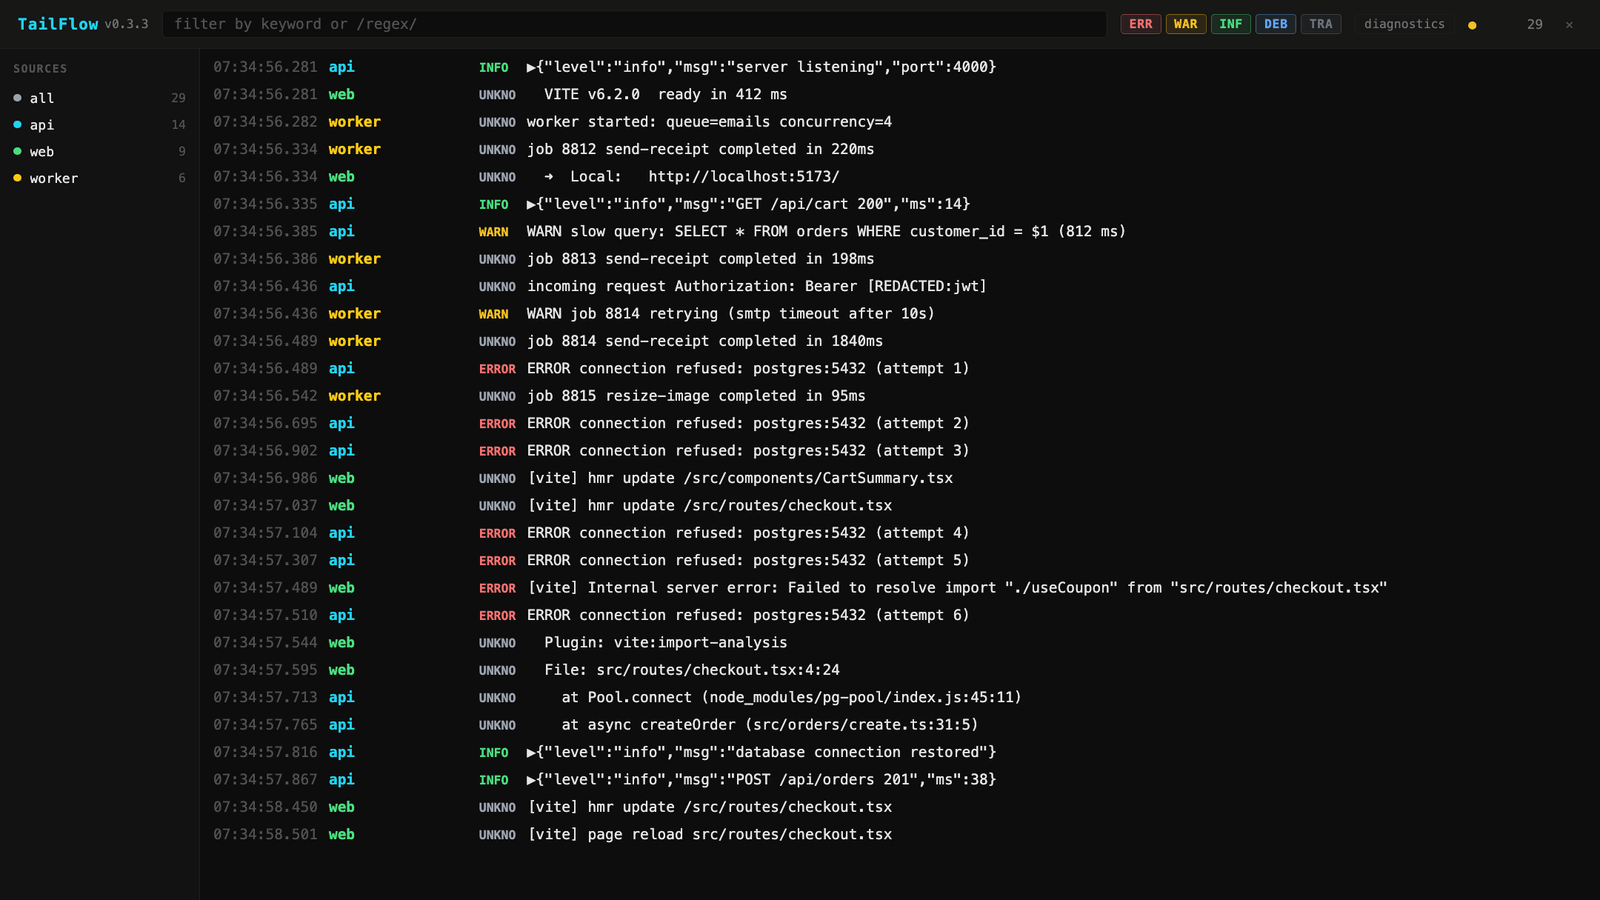 TailFlow v0.3.3 filter by keyword or /regex/ ERR WAR INF DEB TRA diagnostics 29 ×
SOURCES
all 29
api 14
web 9
worker 6
07:34:56.281 api INFO ▶{"level":"info","msg":"server listening","port":4000}
07:34:56.281 web UNKNO VITE v6.2.0 ready in 412 ms
07:34:56.282 worker UNKNO worker started: queue=emails concurrency=4
07:34:56.334 worker UNKNO job 8812 send-receipt completed in 220ms
07:34:56.334 web UNKNO ➜ Local: http://localhost:5173/
07:34:56.335 api INFO ▶{"level":"info","msg":"GET /api/cart 200","ms":14}
07:34:56.385 api WARN WARN slow query: SELECT * FROM orders WHERE customer_id = $1 (812 ms)
07:34:56.386 worker UNKNO job 8813 send-receipt completed in 198ms
07:34:56.436 api UNKNO incoming request Authorization: Bearer [REDACTED:jwt]
07:34:56.436 worker WARN WARN job 8814 retrying (smtp timeout after 10s)
07:34:56.489 worker UNKNO job 8814 send-receipt completed in 1840ms
07:34:56.489 api ERROR ERROR connection refused: postgres:5432 (attempt 1)
07:34:56.542 worker UNKNO job 8815 resize-image completed in 95ms
07:34:56.695 api ERROR ERROR connection refused: postgres:5432 (attempt 2)
07:34:56.902 api ERROR ERROR connection refused: postgres:5432 (attempt 3)
07:34:56.986 web UNKNO [vite] hmr update /src/components/CartSummary.tsx
07:34:57.037 web UNKNO [vite] hmr update /src/routes/checkout.tsx
07:34:57.104 api ERROR ERROR connection refused: postgres:5432 (attempt 4)
07:34:57.307 api ERROR ERROR connection refused: postgres:5432 (attempt 5)
07:34:57.489 web ERROR [vite] Internal server error: Failed to resolve import "./useCoupon" from "src/routes/checkout.tsx"
07:34:57.510 api ERROR ERROR connection refused: postgres:5432 (attempt 6)
07:34:57.544 web UNKNO Plugin: vite:import-analysis
07:34:57.595 web UNKNO File: src/routes/checkout.tsx:4:24
07:34:57.713 api UNKNO at Pool.connect (node_modules/pg-pool/index.js:45:11)
07:34:57.765 api UNKNO at async createOrder (src/orders/create.ts:31:5)
07:34:57.816 api INFO ▶{"level":"info","msg":"database connection restored"}
07:34:57.867 api INFO ▶{"level":"info","msg":"POST /api/orders 201","ms":38}
07:34:58.450 web UNKNO [vite] hmr update /src/routes/checkout.tsx
07:34:58.501 web UNKNO [vite] page reload src/routes/checkout.tsx